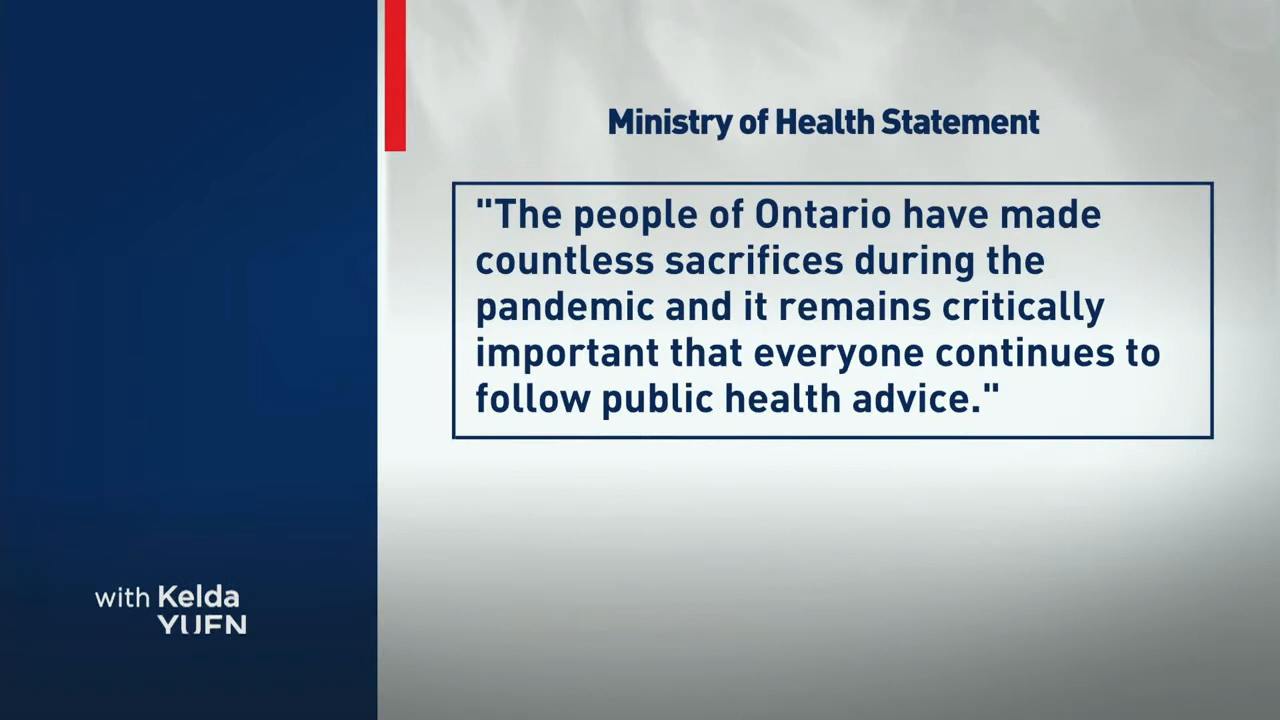 Ministry of Health Statement
"The people of Ontario have made
countless sacrifices during the
pandemic and it remains critically
important that everyone continues to
follow public health advice."
with Kelda
YUEN